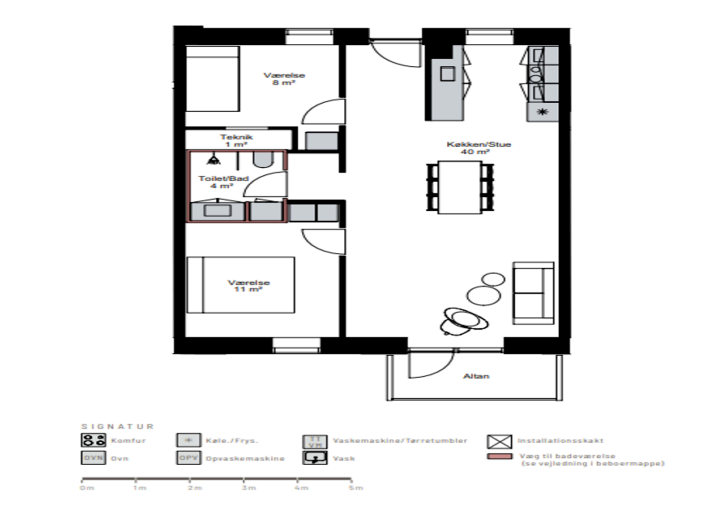 Værelse
8 m²
Teknik
1 m²
Køkken/Stue
40 m²
Toilet/Bad
4 m²
Værelse
11 m²
Altan
SIGNATUR
Komfur
Køle./Frys.
TT
VM
Vaskemaskine/Tørretumbler
Installationsskakt
OVN
Ovn
OPV
Opvaskemaskine
Vask
Væg til badeværelse
(se vejledning i beboermappe)
0m 1m 2m 3m 4m 5m